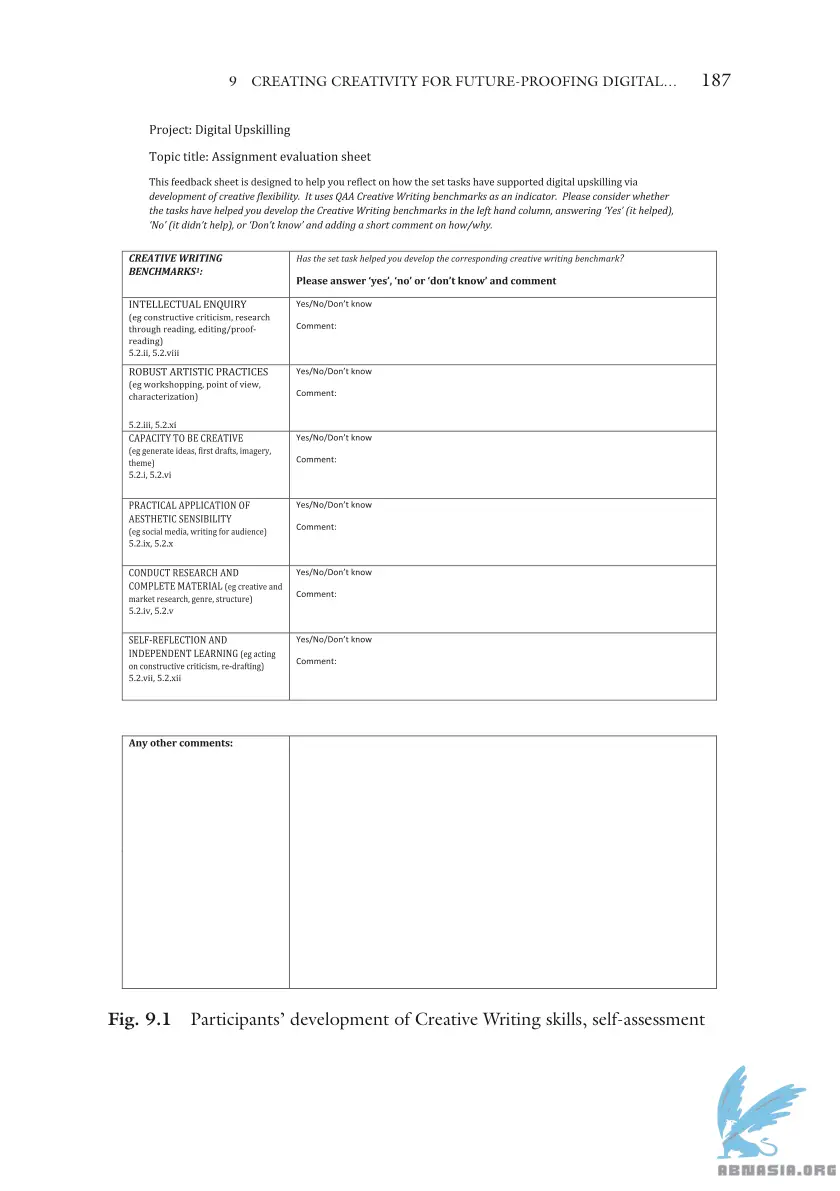 9 CREATING CREATIVITY FOR FUTURE-PROOFING DIGITAL… 187
Project: Digital Upskilling
Topic title: Assignment evaluation sheet
This feedback sheet is designed to help you reflect on how the set tasks have supported digital upskilling via
development of creative flexibility. It uses QAA Creative Writing benchmarks as an indicator. Please consider whether
the tasks have helped you develop the Creative Writing benchmarks in the left hand column, answering ‘Yes’ (it helped),
‘No’ (it didn’t help), or ‘Don’t know’ and adding a short comment on how/why.
CREATIVE WRITING
BENCHMARKS¹:
Has the set task helped you develop the corresponding creative writing benchmark?
Please answer ‘yes’, ‘no’ or ‘don’t know’ and comment
INTELLECTUAL ENQUIRY
(eg constructive criticism, research
through reading, editing/proof-
reading)
5.2.ii, 5.2.viii
Yes/No/Don’t know
Comment:
ROBUST ARTISTIC PRACTICES
(eg workshopping, point of view,
characterization)
5.2.iii, 5.2.xi
Yes/No/Don’t know
Comment:
CAPACITY TO BE CREATIVE
(eg generate ideas, first drafts, imagery,
theme)
5.2.i, 5.2.vi
Yes/No/Don’t know
Comment:
PRACTICAL APPLICATION OF
AESTHETIC SENSIBILITY
(eg social media, writing for audience)
5.2.ix, 5.2.x
Yes/No/Don’t know
Comment:
CONDUCT RESEARCH AND
COMPLETE MATERIAL (eg creative and
market research, genre, structure)
5.2.iv, 5.2.v
Yes/No/Don’t know
Comment:
SELF-REFLECTION AND
INDEPENDENT LEARNING (eg acting
on constructive criticism, re-drafting)
5.2.vii, 5.2.xii
Yes/No/Don’t know
Comment:
Any other comments:
Fig. 9.1 Participants’ development of Creative Writing skills, self-assessment
ABNASIA.ORG